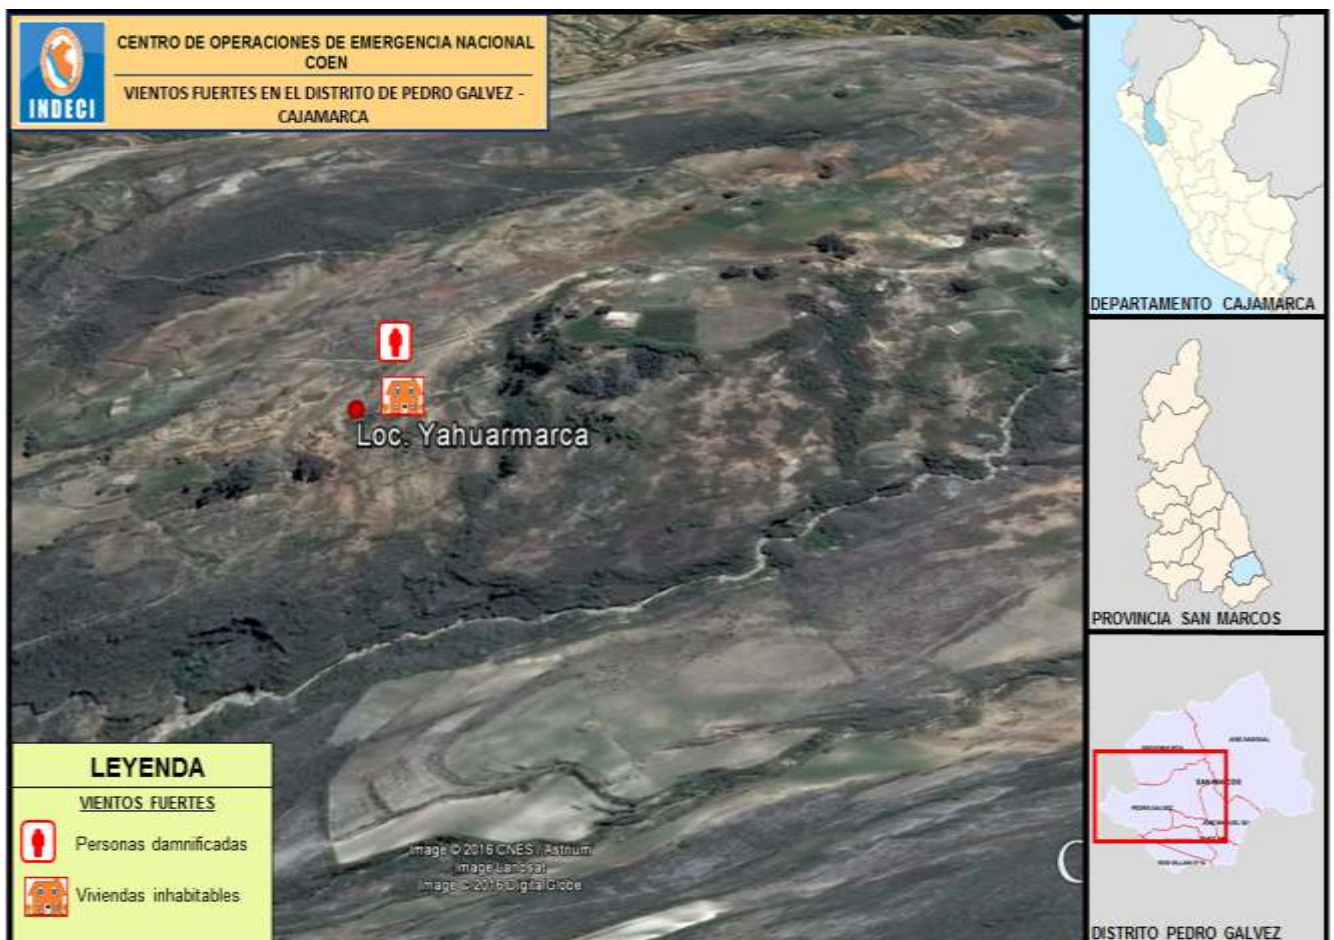 INDECI
CENTRO DE OPERACIONES DE EMERGENCIA NACIONAL
COEN
VIENTOS FUERTES EN EL DISTRITO DE PEDRO GALVEZ -
CAJAMARCA
Loc. Yahuarmarca
LEYENDA
VIENTOS FUERTES
Personas damnificadas
Viviendas inhabitables
Image © 2016 CNES / Astrium
Image Landsat
Image © 2016 DigitalGlobe
DEPARTAMENTO CAJAMARCA
PROVINCIA SAN MARCOS
SAN MARCOS
PEDRO GALVEZ
DISTRITO PEDRO GALVEZ